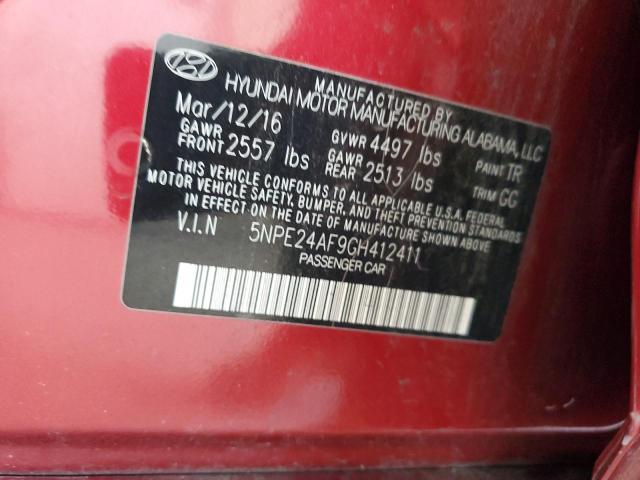 MANUFACTURED BY
HYUNDAI MOTOR MANUFACTURING ALABAMA, LLC
Mar/12/16 GVWR 4497 lbs PAINT TR
GAWR FRONT 2557 lbs GAWR REAR 2513 lbs TRIM GG
THIS VEHICLE CONFORMS TO ALL APPLICABLE U.S.A FEDERAL
MOTOR VEHICLE SAFETY, BUMPER, AND THEFT PREVENTION
STANDARDS IN EFFECT ON THE DATE OF MANUFACTURE SHOWN ABOVE.
V.I.N 5NPE24AF9GH412411
PASSENGER CAR